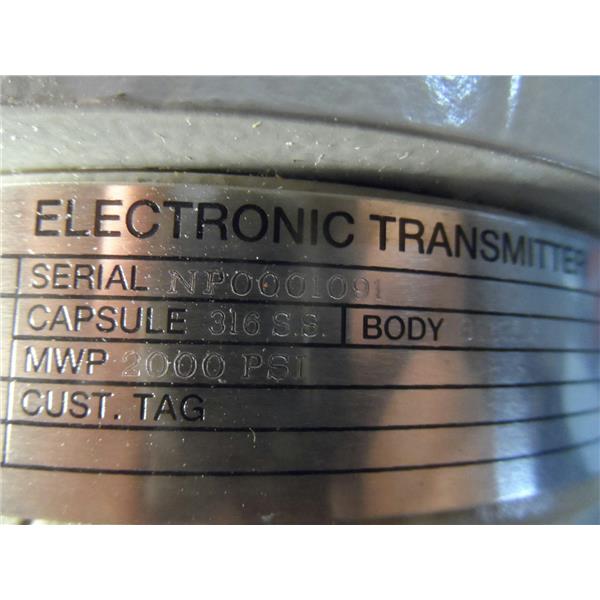 ELECTRONIC TRANSMITTER
SERIAL NP0001091
CAPSULE 316 S.S. BODY
MWP 2000 PSI
CUST. TAG